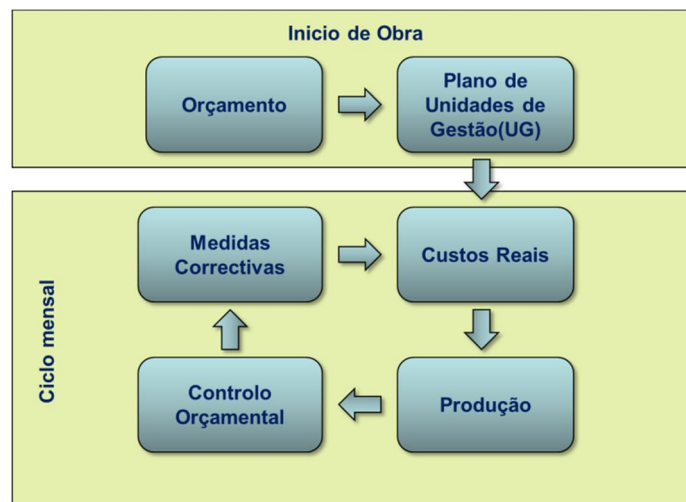 Inicio de Obra
Orçamento
Plano de
Unidades de
Gestão(UG)
Ciclo mensal
Medidas
Correctivas
Custos Reais
Controlo
Orçamental
Produção